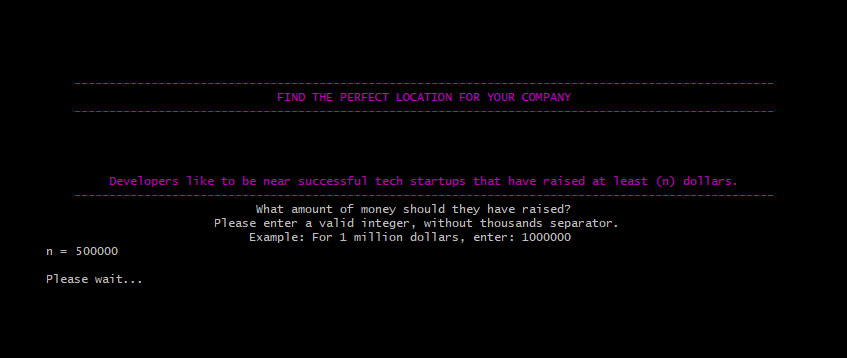 FIND THE PERFECT LOCATION FOR YOUR COMPANY
Developers like to be near successful tech startups that have raised at least (n) dollars.
What amount of money should they have raised?
Please enter a valid integer, without thousands separator.
Example: For 1 million dollars, enter: 1000000
n = 500000
Please wait...